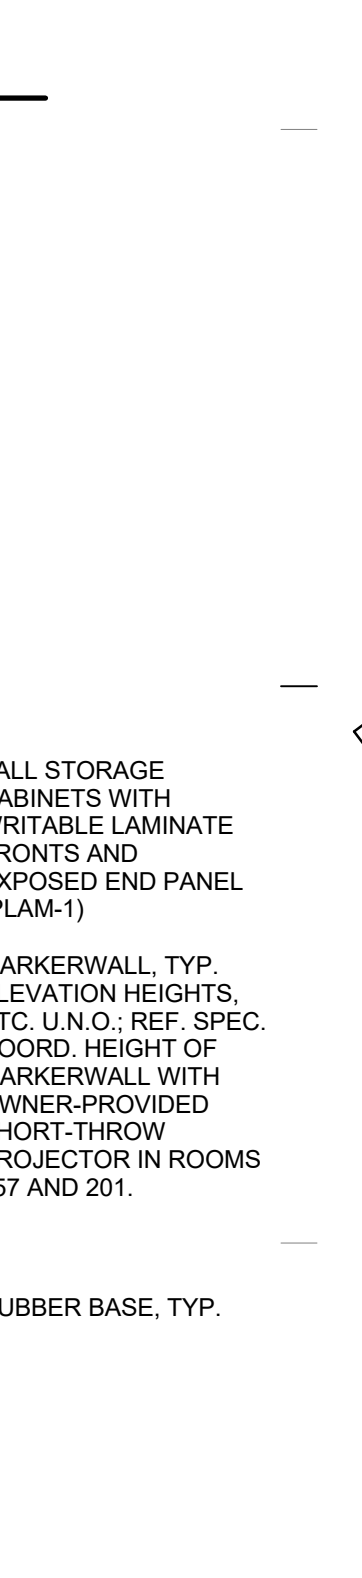 ALL STORAGE
ABINETS WITH
RITABLE LAMINATE
RONTS AND
XPOSED END PANEL
PLAM-1)
ARKERWALL, TYP.
LEVATION HEIGHTS,
TC. U.N.O.; REF. SPEC.
OORD. HEIGHT OF
ARKERWALL WITH
WNER-PROVIDED
HORT-THROW
ROJECTOR IN ROOMS
57 AND 201.
UBBER BASE, TYP.